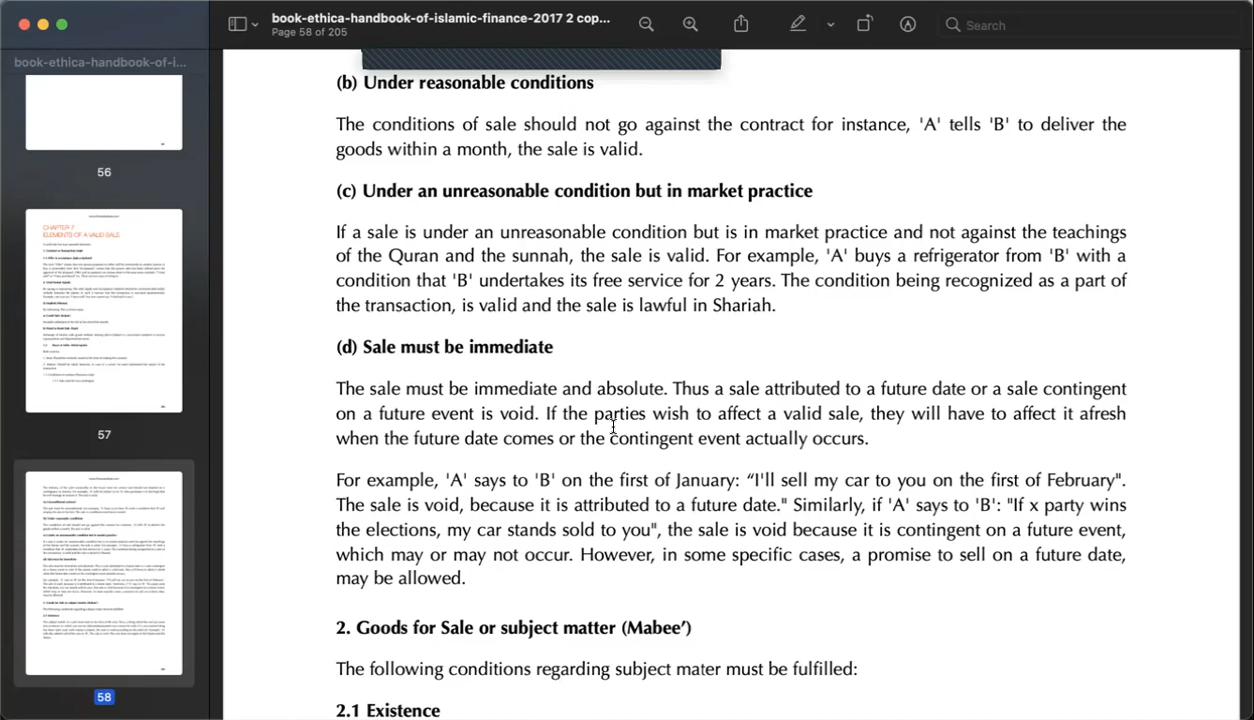 book-ethica-handbook-of-islamic-finance-2017 2 cop...
Page 58 of 205
Search
book-ethica-handbook-of-i...
56
CHAPTER 7
ELEMENTS OF A VALID SALE
57
58
(b) Under reasonable conditions
The conditions of sale should not go against the contract for instance, 'A' tells 'B' to deliver the
goods within a month, the sale is valid.
(c) Under an unreasonable condition but in market practice
If a sale is under an unreasonable condition but is in market practice and not against the teachings
of the Quran and the sunnah, the sale is valid. For example, 'A' buys a refrigerator from 'B' with a
condition that 'B' undertakes its free service for 2 years. The condition being recognized as a part of
the transaction, is valid and the sale is lawful in Shariah.
(d) Sale must be immediate
The sale must be immediate and absolute. Thus a sale attributed to a future date or a sale contingent
on a future event is void. If the parties wish to affect a valid sale, they will have to affect it afresh
when the future date comes or the contingent event actually occurs.
For example, 'A' says to 'B' on the first of January: “I'll sell my car to you on the first of February".
The sale is void, because it is attributed to a future date." Similarly, if 'A' says to 'B': "If x party wins
the elections, my car stands sold to you", the sale is void because it is contingent on a future event,
which may or may not occur. However, in some specific cases, a promise to sell on a future date,
may be allowed.
2. Goods for Sale or subject matter (Mabee’)
The following conditions regarding subject mater must be fulfilled:
2.1 Existence